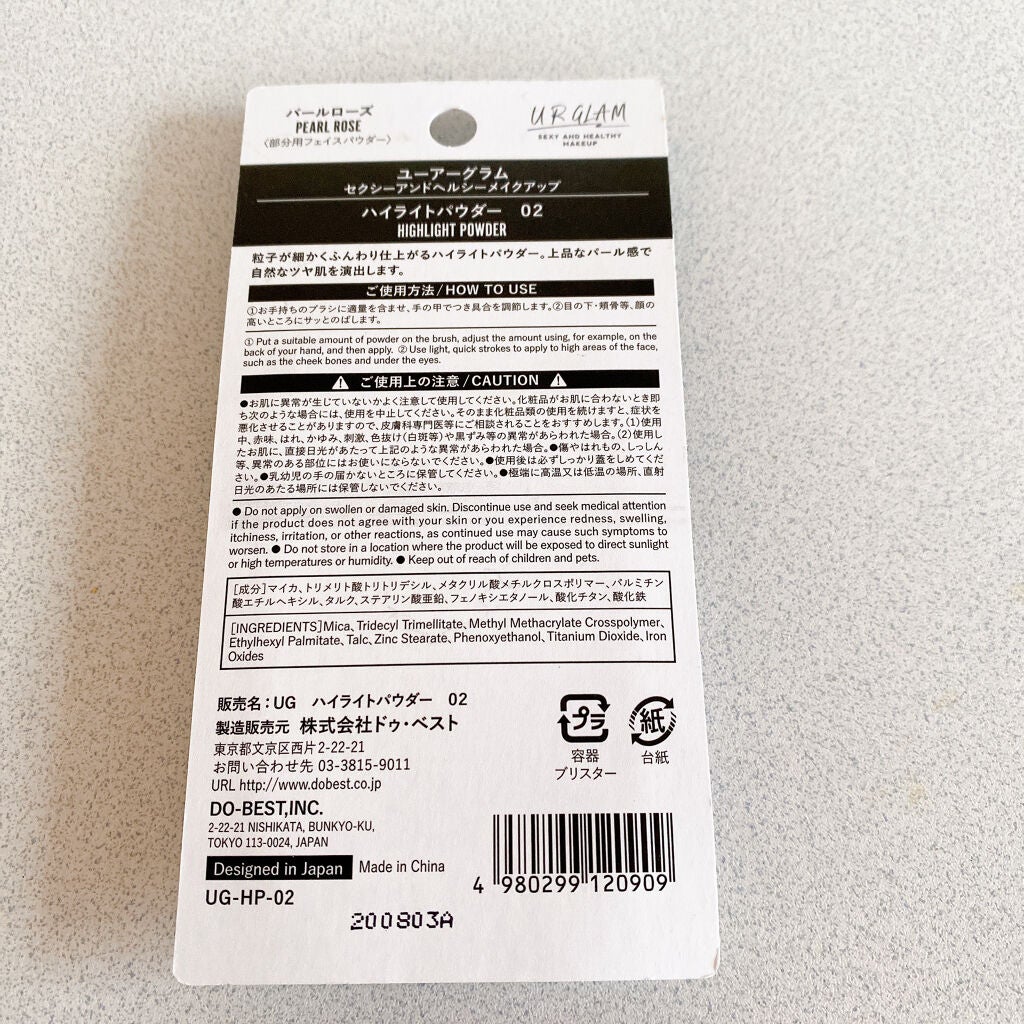 パールローズ
PEARL ROSE
〈部分用フェイスパウダー〉
UR GLAM
SEXY AND HEALTHY
MAKEUP
ユーアーグラム
セクシーアンドヘルシーメイクアップ
ハイライトパウダー 02
HIGHLIGHT POWDER
粒子が細かくふんわり仕上がるハイライトパウダー。上品なパール感で
自然なツヤ肌を演出します。
ご使用方法/HOW TO USE
①お手持ちのブラシに適量を含ませ、手の甲でつき具合を調節します。②目の下・頬骨等、顔の
高いところにサッとのばします。
① Put a suitable amount of powder on the brush, adjust the amount using, for example, on the
back of your hand, and then apply. ② Use light, quick strokes to apply to high areas of the face,
such as the cheek bones and under the eyes.
⚠ ご使用上の注意/CAUTION ⚠
●お肌に異常が生じていないかよく注意して使用してください。化粧品がお肌に合わないとき即
ち次のような場合には、使用を中止してください。そのまま化粧品類の使用を続けますと、症状を
悪化させることがありますので、皮膚科専門医等にご相談されることをおすすめします。(1)使用
中、赤味、はれ、かゆみ、刺激、色抜け(白斑等)や黒ずみ等の異常があらわれた場合。(2)使用し
たお肌に、直接日光があたって上記のような異常があらわれた場合。●傷やはれもの、しっしん
等、異常のある部位にはお使いにならないでください。●使用後は必ずしっかり蓋をしめてくだ
さい。●乳幼児の手の届かないところに保管してください。●極端に高温又は低温の場所、直射
日光のあたる場所には保管しないでください。
● Do not apply on swollen or damaged skin. Discontinue use and seek medical attention
if the product does not agree with your skin or you experience redness, swelling,
itchiness, irritation, or other reactions, as continued use may cause such symptoms to
worsen. ● Do not store in a location where the product will be exposed to direct sunlight
or high temperatures or humidity. ● Keep out of reach of children and pets.
[成分]マイカ、トリメリト酸トリトリデシル、メタクリル酸メチルクロスポリマー、パルミチン
酸エチルヘキシル、タルク、ステアリン酸亜鉛、フェノキシエタノール、酸化チタン、酸化鉄
[INGREDIENTS]Mica, Tridecyl Trimellitate, Methyl Methacrylate Crosspolymer,
Ethylhexyl Palmitate, Talc, Zinc Stearate, Phenoxyethanol, Titanium Dioxide, Iron
Oxides
販売名：UG ハイライトパウダー 02
製造販売元 株式会社ドゥ・ベスト
東京都文京区西片2-22-21
お問い合わせ先 03-3815-9011
URL http://www.dobest.co.jp
プラ
容器
ブリスター
紙
台紙
DO-BEST,INC.
2-22-21 NISHIKATA, BUNKYO-KU,
TOKYO 113-0024, JAPAN
Designed in Japan Made in China
UG-HP-02
4 980299 120909
200803A